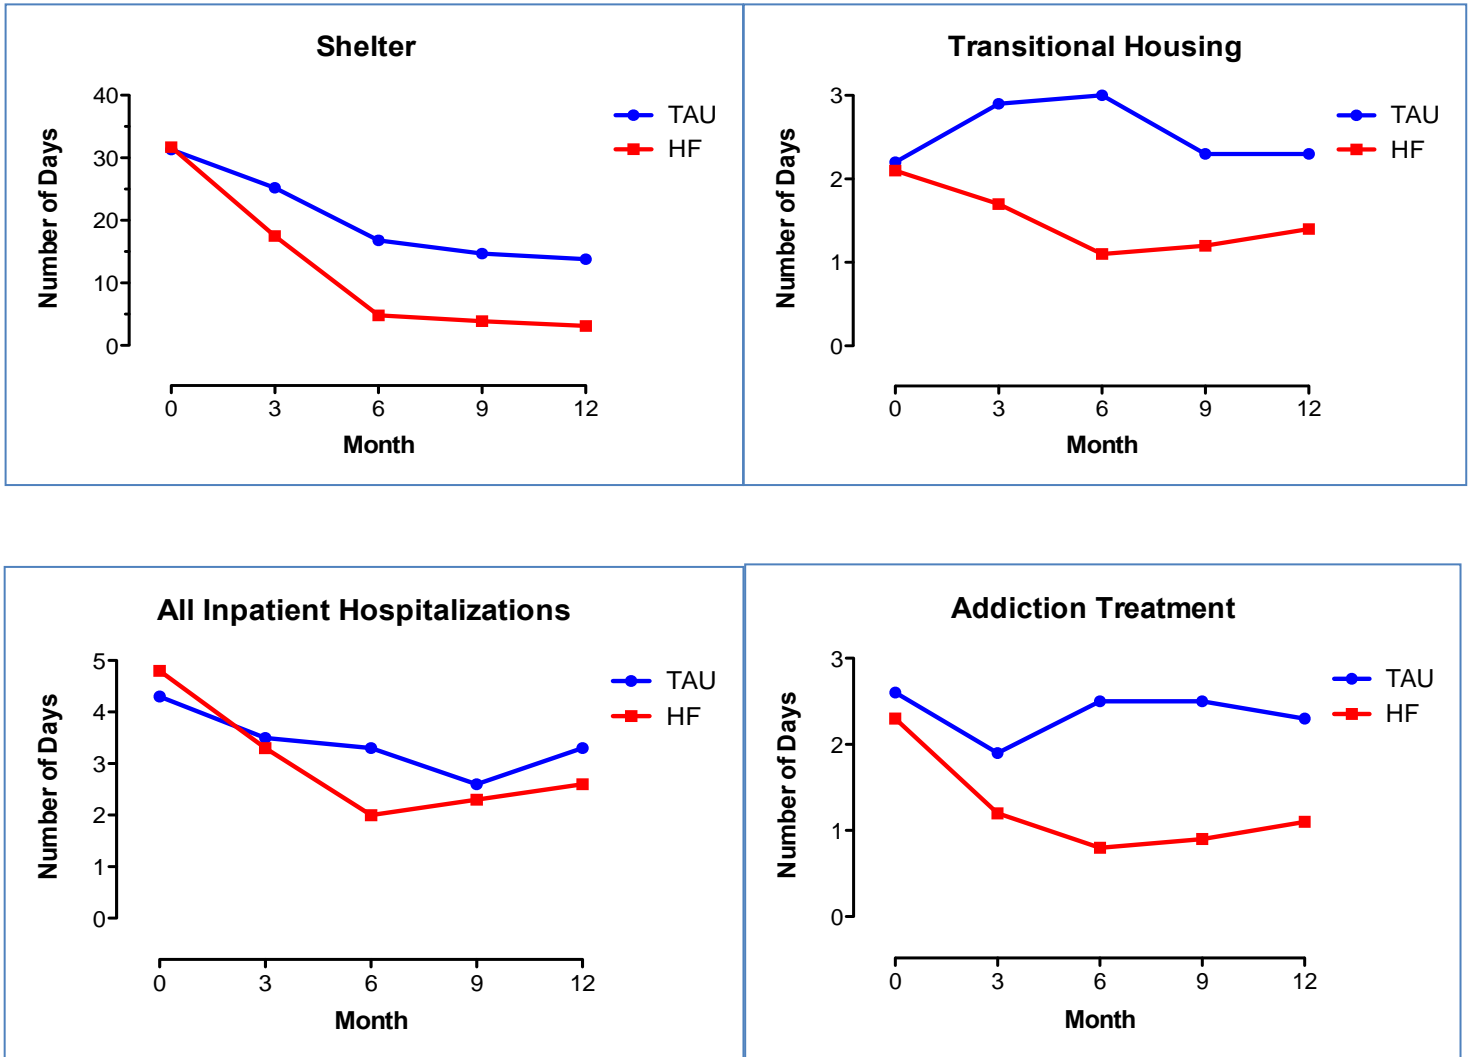 Shelter
40
30
20
10
0
Number of Days
TAU
HF
0 3 6 9 12
Month
Transitional Housing
3
2
1
0
Number of Days
TAU
HF
0 3 6 9 12
Month
All Inpatient Hospitalizations
5
4
3
2
1
0
Number of Days
TAU
HF
0 3 6 9 12
Month
Addiction Treatment
3
2
1
0
Number of Days
TAU
HF
0 3 6 9 12
Month